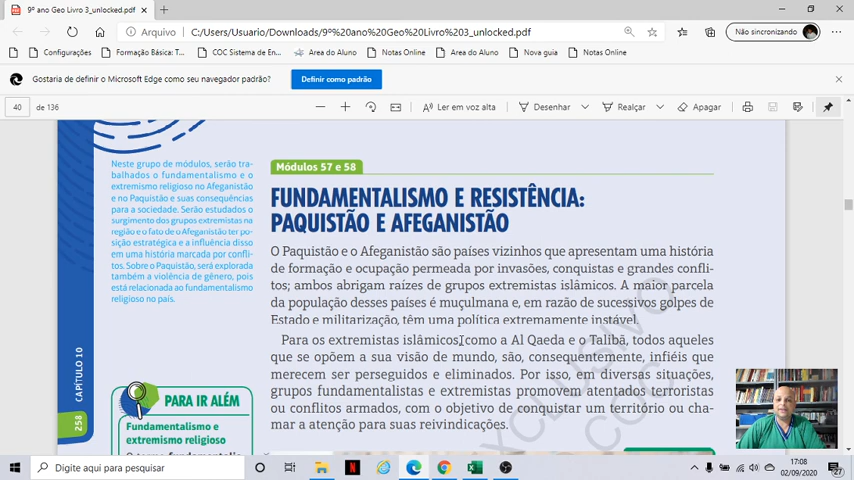 9º ano Geo Livro 3_unlocked.pdf
Arquivo
C:/Users/Usuario/Downloads/9º%20ano%20Geo%20Livro%203_unlocked.pdf
Não sincronizando
Configurações
Formação Básica: T...
COC Sistema de En...
Area do Aluno
Notas Online
Area do Aluno
Nova guia
Notas Online
Gostaria de definir o Microsoft Edge como seu navegador padrão?
Definir como padrão
40 de 136
Ler em voz alta
Desenhar
Realçar
Apagar
Neste grupo de módulos, serão tra-
balhados o fundamentalismo e o
extremismo religioso no Afeganistão
e no Paquistão e suas consequências
para a sociedade. Serão estudados o
surgimento dos grupos extremistas na
região e o fato de o Afeganistão ter po-
sição estratégica e a influência disso
em uma história marcada por confli-
tos. Sobre o Paquistão, será explorada
também a violência de gênero, pois
está relacionada ao fundamentalismo
religioso no país.
Módulos 57 e 58
FUNDAMENTALISMO E RESISTÊNCIA:
PAQUISTÃO E AFEGANISTÃO
O Paquistão e o Afeganistão são países vizinhos que apresentam uma história
de formação e ocupação permeada por invasões, conquistas e grandes confli-
tos; ambos abrigam raízes de grupos extremistas islâmicos. A maior parcela
da população desses países é muçulmana e, em razão de sucessivos golpes de
Estado e militarização, têm uma política extremamente instável.
Para os extremistas islâmicos, como a Al Qaeda e o Talibã, todos aqueles
que se opõem a sua visão de mundo, são, consequentemente, infiéis que
merecem ser perseguidos e eliminados. Por isso, em diversas situações,
grupos fundamentalistas e extremistas promovem atentados terroristas
ou conflitos armados, com o objetivo de conquistar um território ou cha-
mar a atenção para suas reivindicações.
EXCLUSIVO
COC
CAPÍTULO 10
258
PARA IR ALÉM
Fundamentalismo e
extremismo religioso
O termo fundamentalis-
Digite aqui para pesquisar
17:08
02/09/2020
27